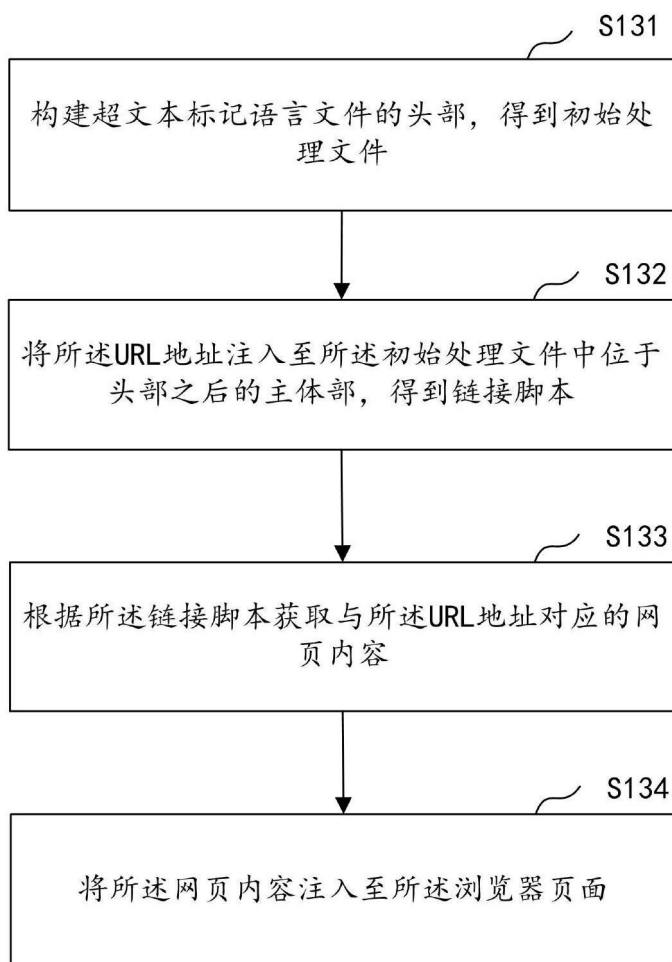 S131
构建超文本标记语言文件的头部，得到初始处
理文件
S132
将所述URL地址注入至所述初始处理文件中位于
头部之后的主体部，得到链接脚本
S133
根据所述链接脚本获取与所述URL地址对应的网
页内容
S134
将所述网页内容注入至所述浏览器页面